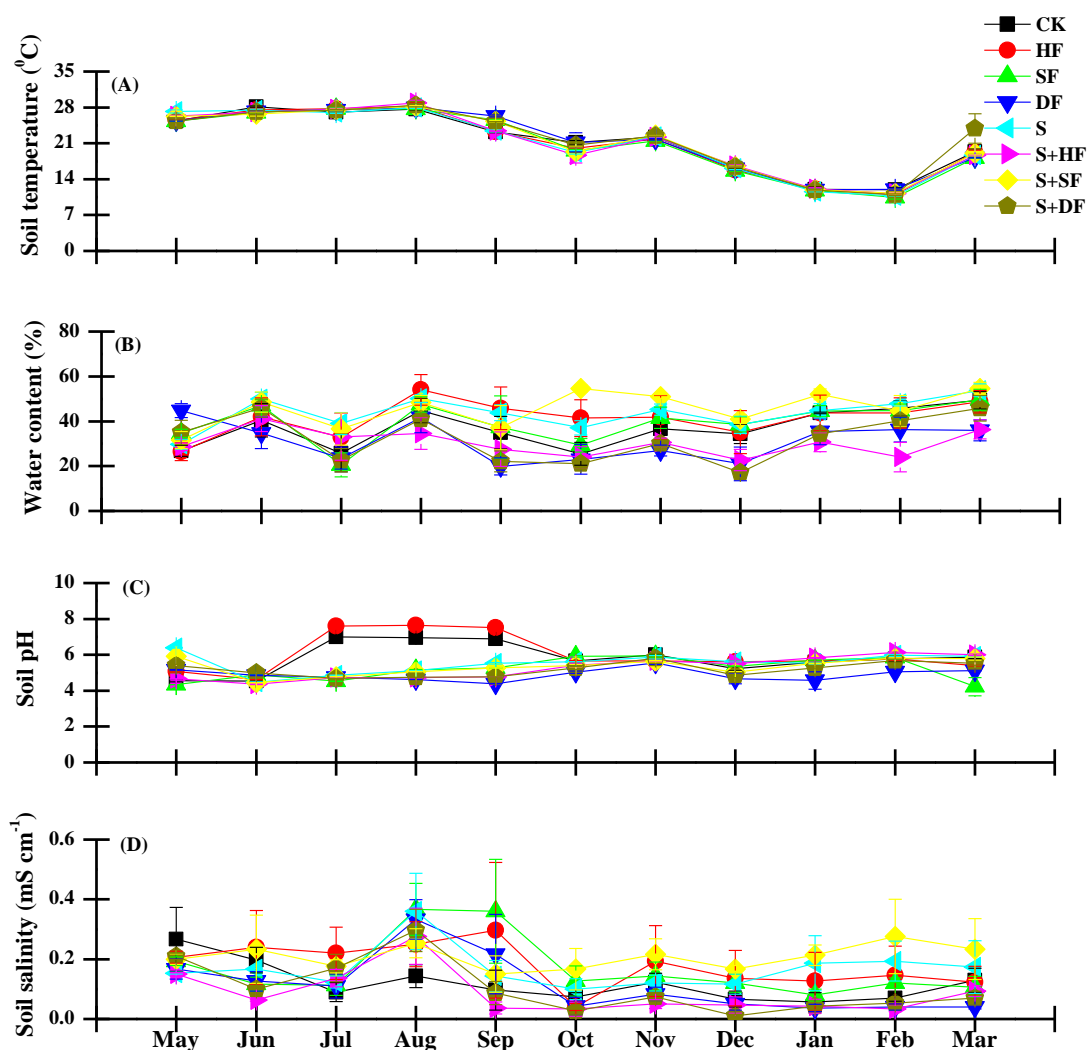 CK
HF
SF
DF
S
S+HF
S+SF
S+DF
(A)
Soil temperature (⁰C)
35
28
21
14
7
0
(B)
Water content (%)
80
60
40
20
0
(C)
Soil pH
10
8
6
4
2
0
(D)
Soil salinity (mS cm⁻¹)
0.6
0.4
0.2
0.0
May Jun Jul Aug Sep Oct Nov Dec Jan Feb Mar